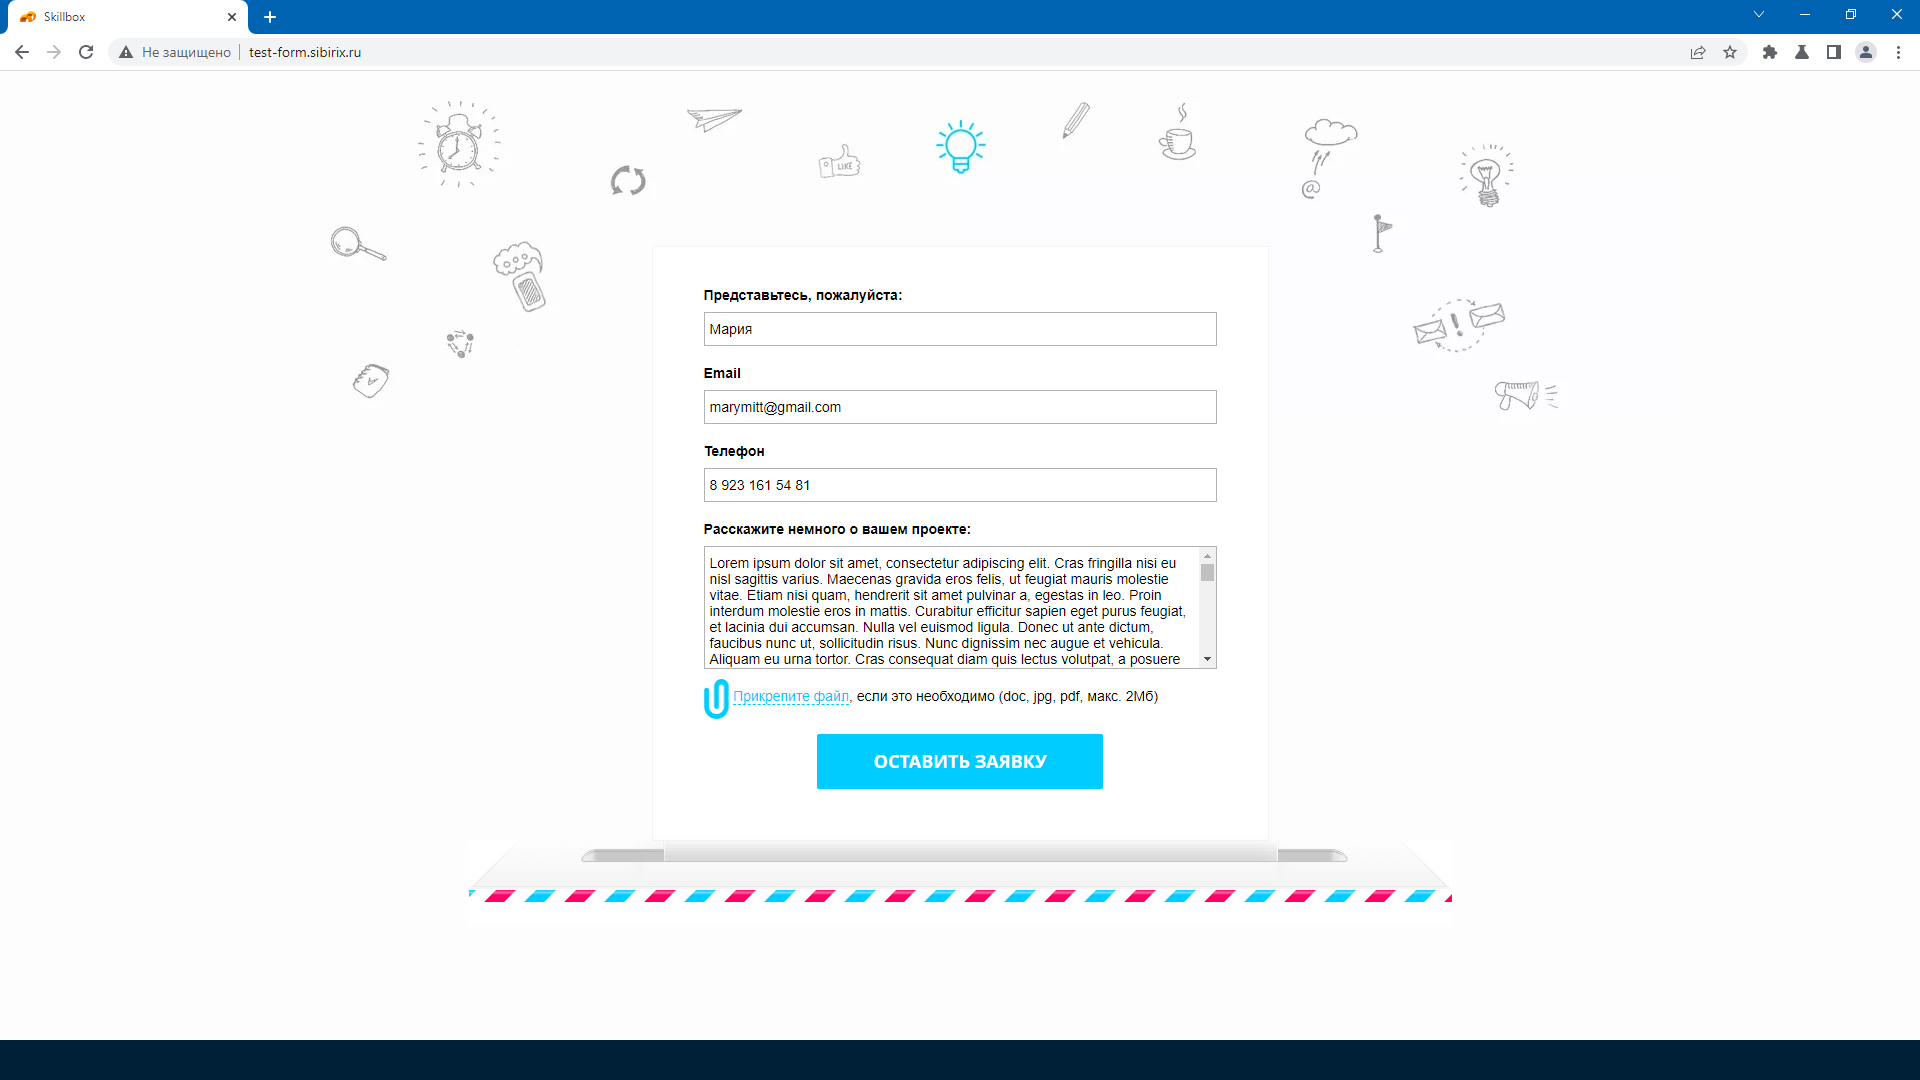 Skillbox
Не защищено
test-form.sibirix.ru
LIKE
@
Представьтесь, пожалуйста:
Мария
Email
marymitt@gmail.com
Телефон
8 923 161 54 81
Расскажите немного о вашем проекте:
Lorem ipsum dolor sit amet, consectetur adipiscing elit. Cras fringilla nisi eu
nisl sagittis varius. Maecenas gravida eros felis, ut feugiat mauris molestie
vitae. Etiam nisi quam, hendrerit sit amet pulvinar a, egestas in leo. Proin
interdum molestie eros in mattis. Curabitur efficitur sapien eget purus feugiat,
et lacinia dui accumsan. Nulla vel euismod ligula. Donec ut ante dictum,
faucibus nunc ut, sollicitudin risus. Nunc dignissim nec augue et vehicula.
Aliquam eu urna tortor. Cras consequat diam quis lectus volutpat, a posuere
Прикрепите файл, если это необходимо (doc, jpg, pdf, макс. 2Мб)
ОСТАВИТЬ ЗАЯВКУ